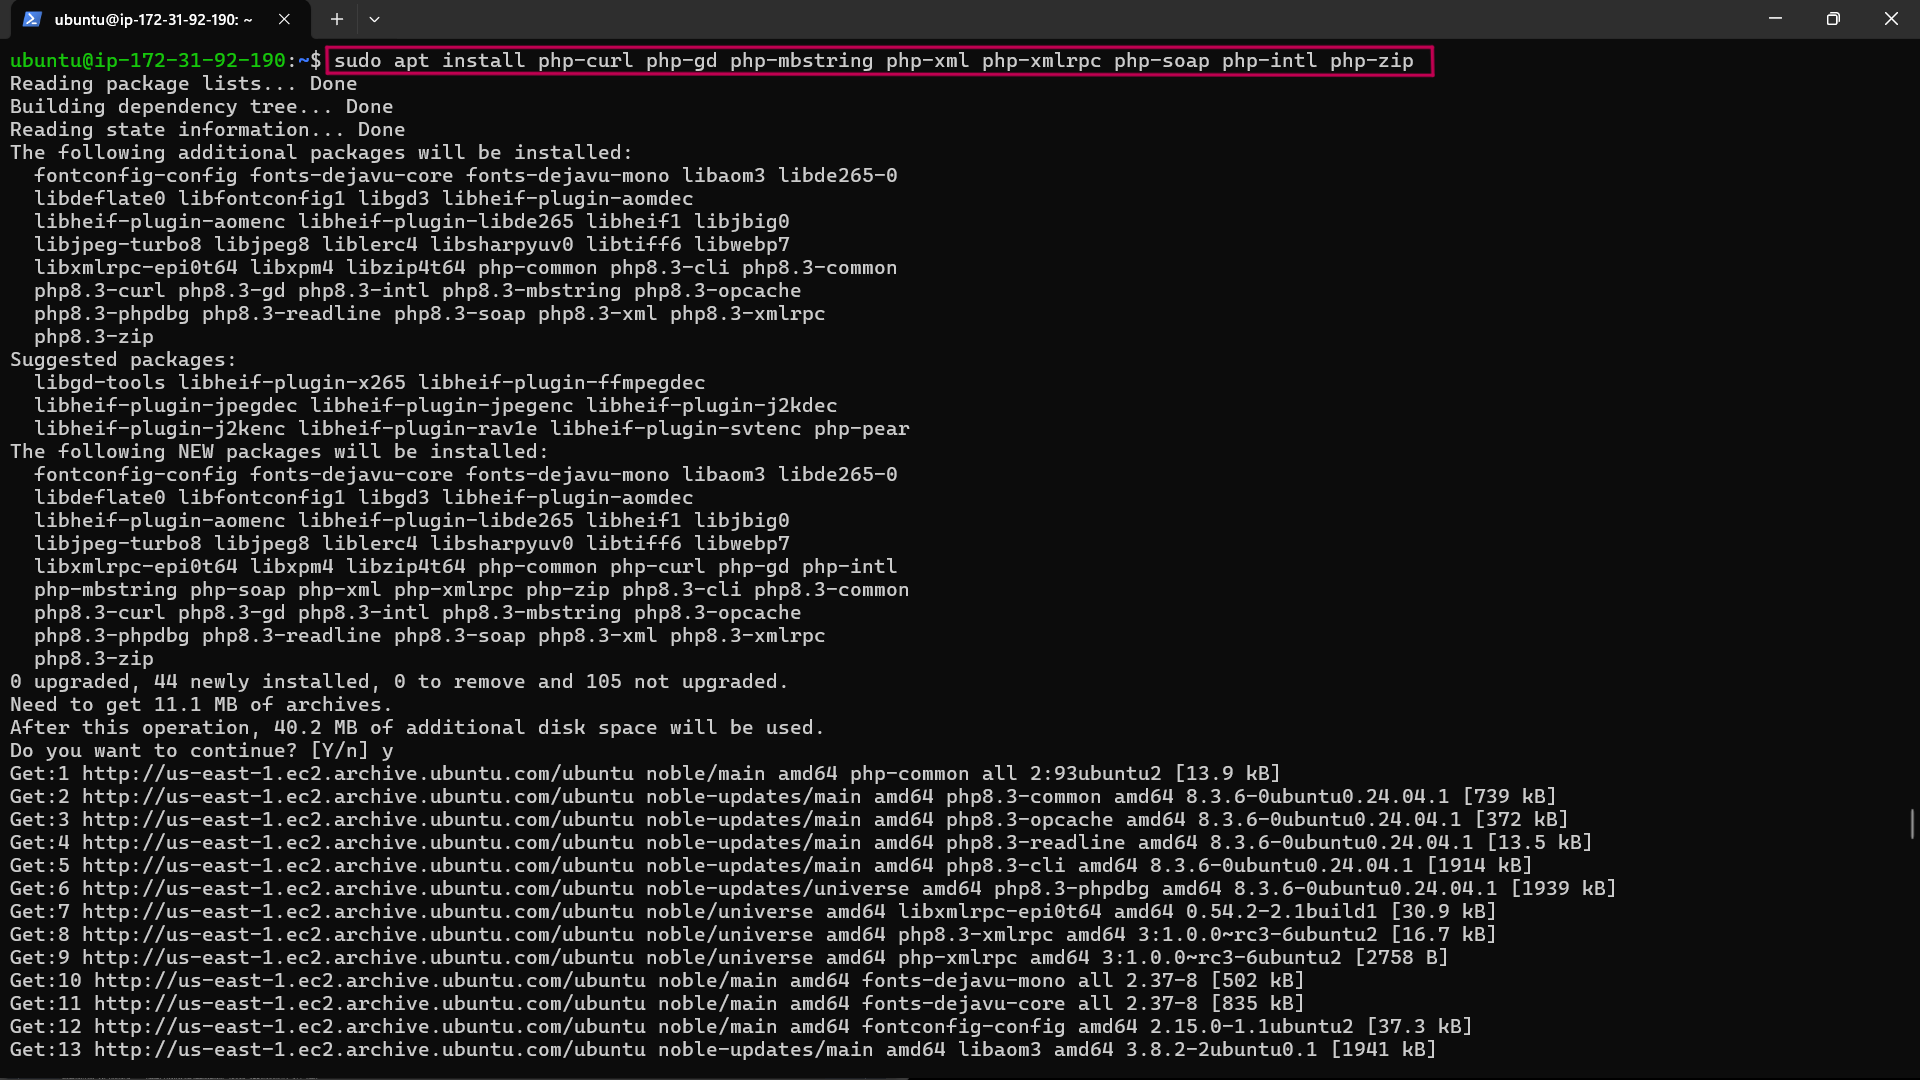 ubuntu@ip-172-31-92-190: ~
ubuntu@ip-172-31-92-190:~$ sudo apt install php-curl php-gd php-mbstring php-xml php-xmlrpc php-soap php-intl php-zip
Reading package lists... Done
Building dependency tree... Done
Reading state information... Done
The following additional packages will be installed:
  fontconfig-config fonts-dejavu-core fonts-dejavu-mono libaom3 libde265-0
  libdeflate0 libfontconfig1 libgd3 libheif-plugin-aomdec
  libheif-plugin-aomenc libheif-plugin-libde265 libheif1 libjbig0
  libjpeg-turbo8 libjpeg8 liblerc4 libsharpyuv0 libtiff6 libwebp7
  libxmlrpc-epi0t64 libxpm4 libzip4t64 php-common php8.3-cli php8.3-common
  php8.3-curl php8.3-gd php8.3-intl php8.3-mbstring php8.3-opcache
  php8.3-phpdbg php8.3-readline php8.3-soap php8.3-xml php8.3-xmlrpc
  php8.3-zip
Suggested packages:
  libgd-tools libheif-plugin-x265 libheif-plugin-ffmpegdec
  libheif-plugin-jpegdec libheif-plugin-jpegenc libheif-plugin-j2kdec
  libheif-plugin-j2kenc libheif-plugin-rav1e libheif-plugin-svtenc php-pear
The following NEW packages will be installed:
  fontconfig-config fonts-dejavu-core fonts-dejavu-mono libaom3 libde265-0
  libdeflate0 libfontconfig1 libgd3 libheif-plugin-aomdec
  libheif-plugin-aomenc libheif-plugin-libde265 libheif1 libjbig0
  libjpeg-turbo8 libjpeg8 liblerc4 libsharpyuv0 libtiff6 libwebp7
  libxmlrpc-epi0t64 libxpm4 libzip4t64 php-common php-curl php-gd php-intl
  php-mbstring php-soap php-xml php-xmlrpc php-zip php8.3-cli php8.3-common
  php8.3-curl php8.3-gd php8.3-intl php8.3-mbstring php8.3-opcache
  php8.3-phpdbg php8.3-readline php8.3-soap php8.3-xml php8.3-xmlrpc
  php8.3-zip
0 upgraded, 44 newly installed, 0 to remove and 105 not upgraded.
Need to get 11.1 MB of archives.
After this operation, 40.2 MB of additional disk space will be used.
Do you want to continue? [Y/n] y
Get:1 http://us-east-1.ec2.archive.ubuntu.com/ubuntu noble/main amd64 php-common all 2:93ubuntu2 [13.9 kB]
Get:2 http://us-east-1.ec2.archive.ubuntu.com/ubuntu noble-updates/main amd64 php8.3-common amd64 8.3.6-0ubuntu0.24.04.1 [739 kB]
Get:3 http://us-east-1.ec2.archive.ubuntu.com/ubuntu noble-updates/main amd64 php8.3-opcache amd64 8.3.6-0ubuntu0.24.04.1 [372 kB]
Get:4 http://us-east-1.ec2.archive.ubuntu.com/ubuntu noble-updates/main amd64 php8.3-readline amd64 8.3.6-0ubuntu0.24.04.1 [13.5 kB]
Get:5 http://us-east-1.ec2.archive.ubuntu.com/ubuntu noble-updates/main amd64 php8.3-cli amd64 8.3.6-0ubuntu0.24.04.1 [1914 kB]
Get:6 http://us-east-1.ec2.archive.ubuntu.com/ubuntu noble-updates/universe amd64 php8.3-phpdbg amd64 8.3.6-0ubuntu0.24.04.1 [1939 kB]
Get:7 http://us-east-1.ec2.archive.ubuntu.com/ubuntu noble/universe amd64 libxmlrpc-epi0t64 amd64 0.54.2-2.1build1 [30.9 kB]
Get:8 http://us-east-1.ec2.archive.ubuntu.com/ubuntu noble/universe amd64 php8.3-xmlrpc amd64 3:1.0.0~rc3-6ubuntu2 [16.7 kB]
Get:9 http://us-east-1.ec2.archive.ubuntu.com/ubuntu noble/universe amd64 php-xmlrpc amd64 3:1.0.0~rc3-6ubuntu2 [2758 B]
Get:10 http://us-east-1.ec2.archive.ubuntu.com/ubuntu noble/main amd64 fonts-dejavu-mono all 2.37-8 [502 kB]
Get:11 http://us-east-1.ec2.archive.ubuntu.com/ubuntu noble/main amd64 fonts-dejavu-core all 2.37-8 [835 kB]
Get:12 http://us-east-1.ec2.archive.ubuntu.com/ubuntu noble/main amd64 fontconfig-config amd64 2.15.0-1.1ubuntu2 [37.3 kB]
Get:13 http://us-east-1.ec2.archive.ubuntu.com/ubuntu noble-updates/main amd64 libaom3 amd64 3.8.2-2ubuntu0.1 [1941 kB]